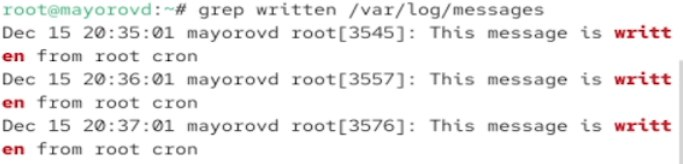 root@mayorovd:~# grep written /var/log/messages
Dec 15 20:35:01 mayorovd root[3545]: This message is writt
en from root cron
Dec 15 20:36:01 mayorovd root[3557]: This message is writt
en from root cron
Dec 15 20:37:01 mayorovd root[3576]: This message is writt
en from root cron